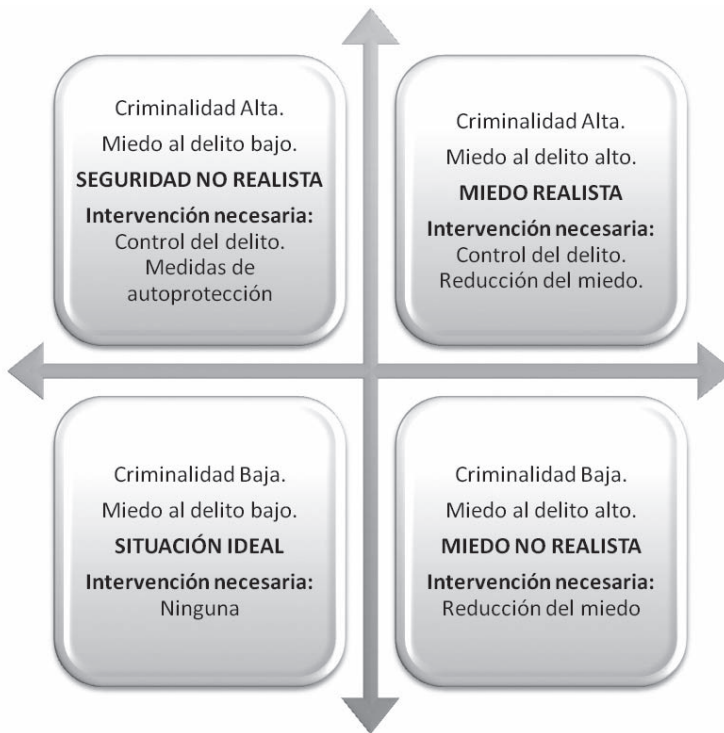 Criminalidad Alta.
Miedo al delito bajo.
SEGURIDAD NO REALISTA
Intervención necesaria:
Control del delito.
Medidas de
autoprotección
Criminalidad Alta.
Miedo al delito alto.
MIEDO REALISTA
Intervención necesaria:
Control del delito.
Reducción del miedo.
Criminalidad Baja.
Miedo al delito bajo.
SITUACIÓN IDEAL
Intervención necesaria:
Ninguna
Criminalidad Baja.
Miedo al delito alto.
MIEDO NO REALISTA
Intervención necesaria:
Reducción del miedo